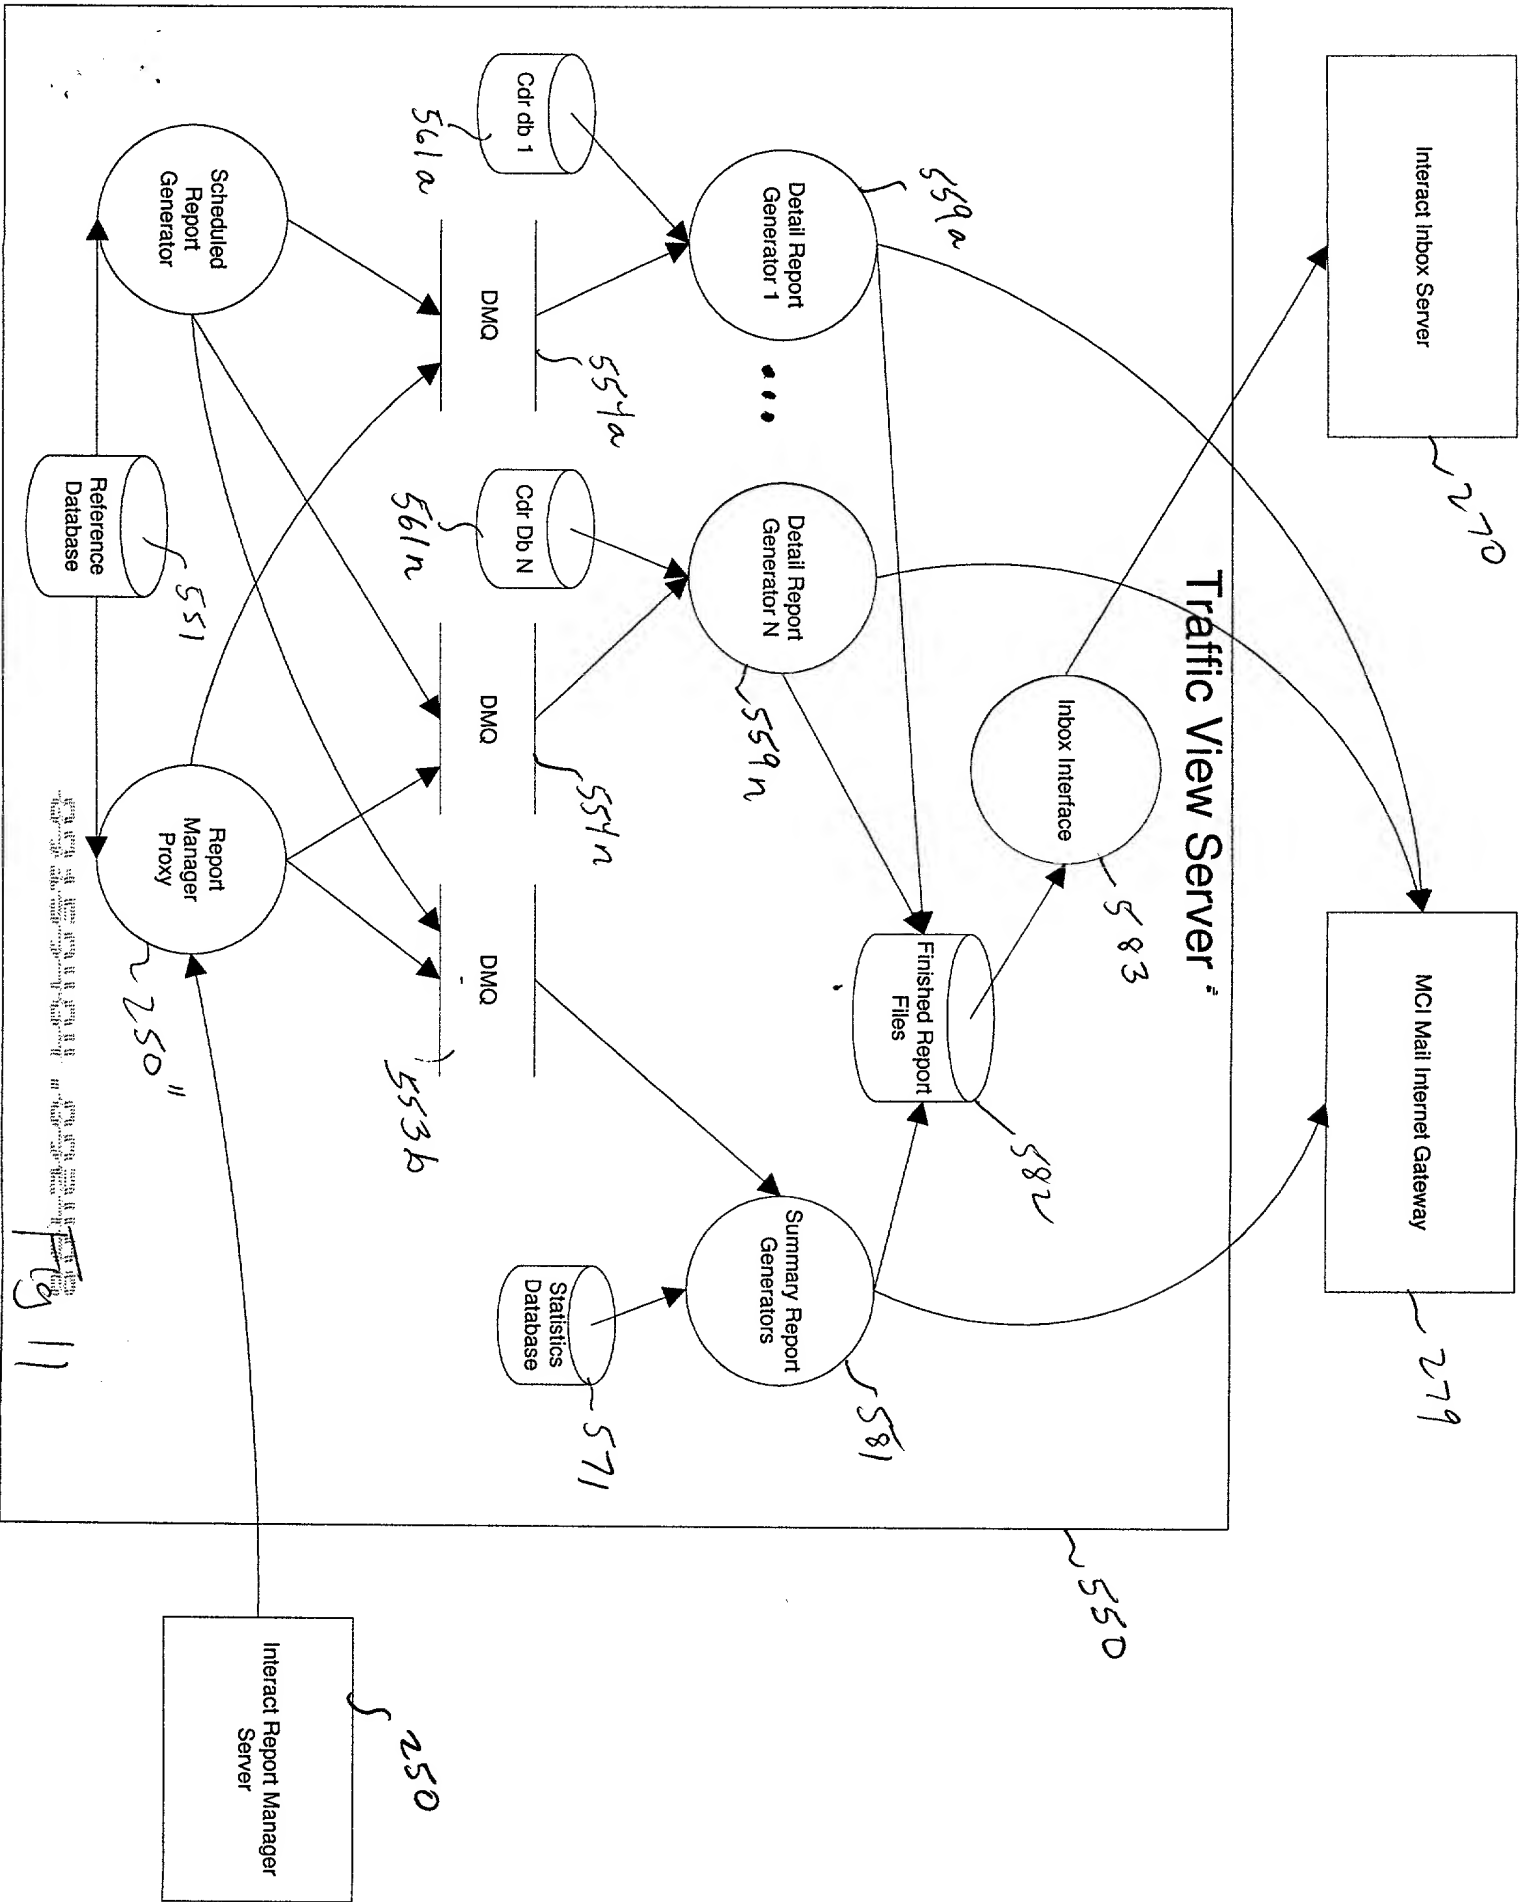 Interact Inbox Server
270
MCI Mail Internet Gateway
279
Traffic View Server
550
Inbox Interface
583
559a
Detail Report
Generator 1
Detail Report
Generator N
559n
Finished Report
Files
582
Summary Report
Generators
581
Cdr db 1
561a
DMQ
554a
Cdr Db N
561n
DMQ
554n
DMQ
553b
Statistics
Database
571
Scheduled
Report
Generator
Reference
Database
551
Report
Manager
Proxy
250"
Interact Report Manager
Server
250
Fig 11